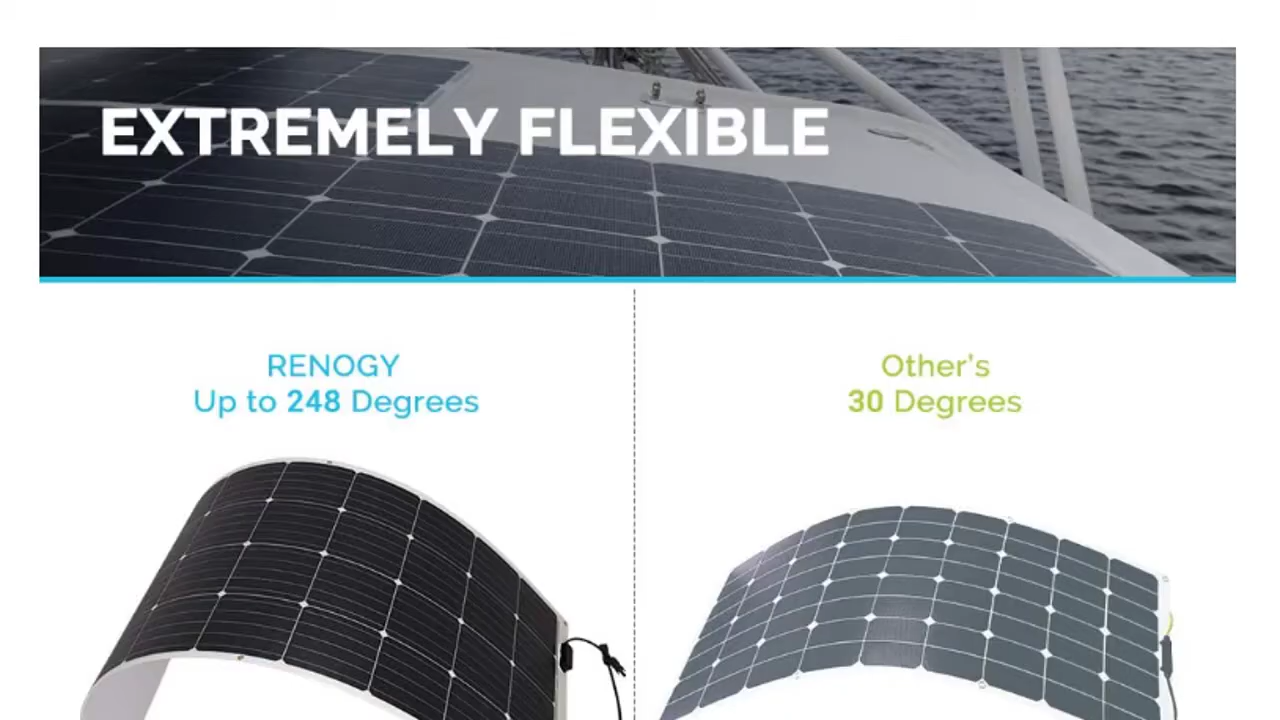 EXTREMELY FLEXIBLE
RENOGY
Up to 248 Degrees
Other's
30 Degrees